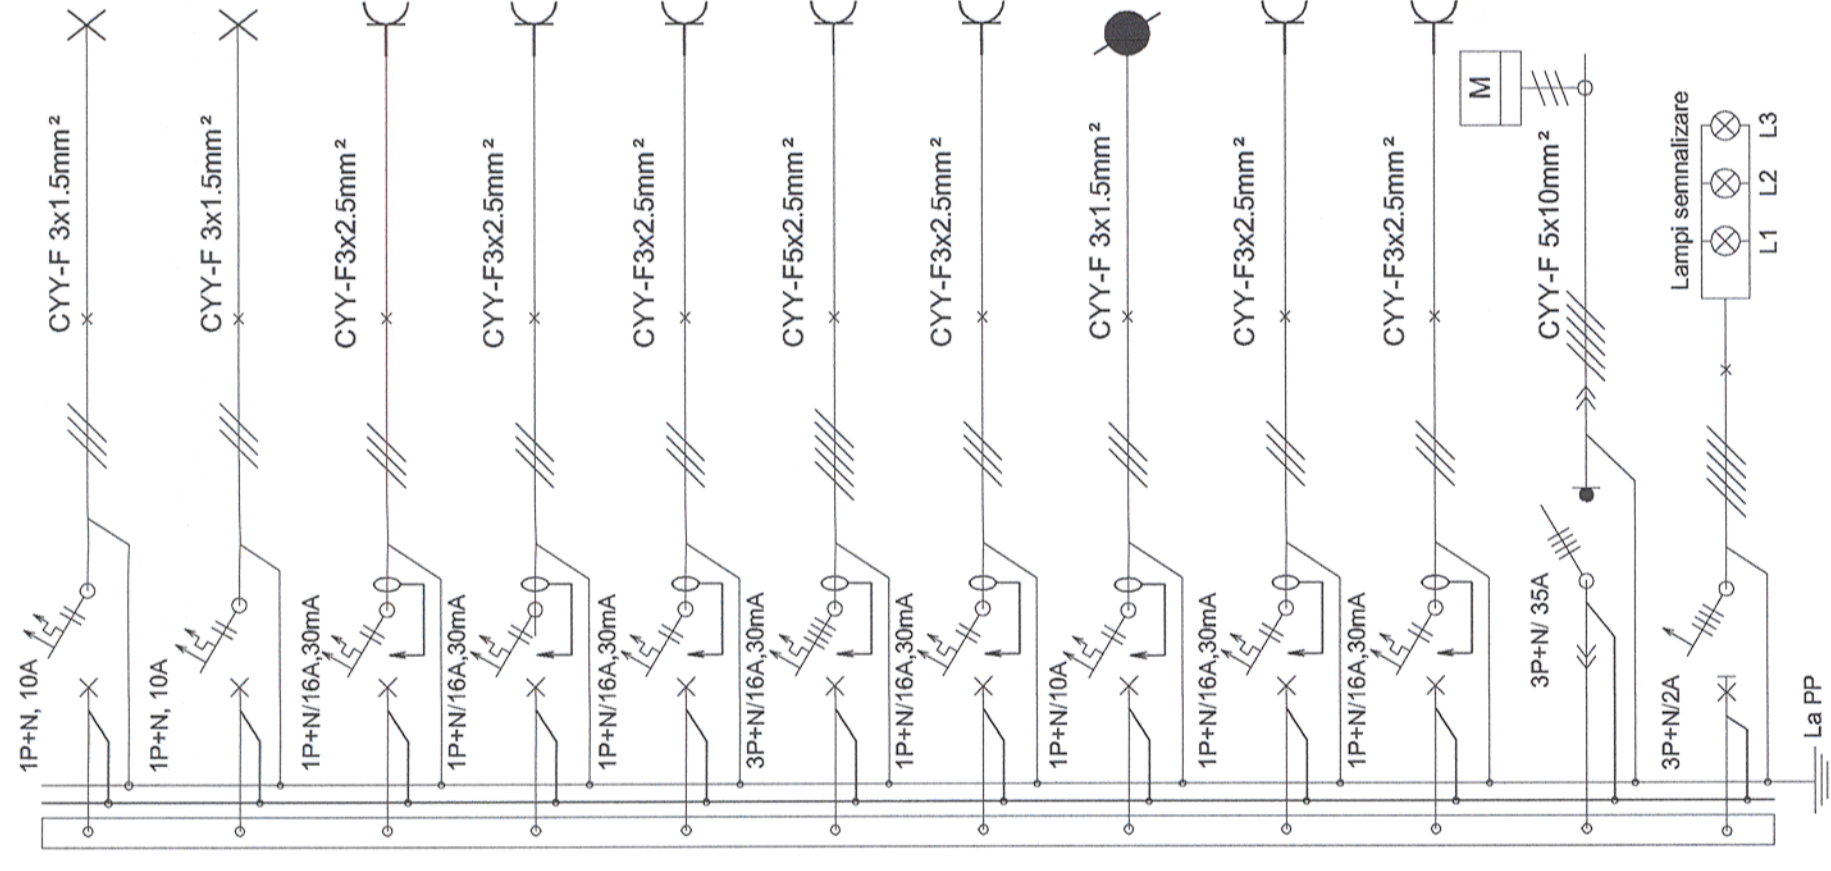 CYY-F 3x1.5mm²
CYY-F 3x1.5mm²
CYY-F3x2.5mm²
CYY-F3x2.5mm²
CYY-F3x2.5mm²
CYY-F5x2.5mm²
CYY-F3x2.5mm²
CYY-F 3x1.5mm²
CYY-F3x2.5mm²
CYY-F3x2.5mm²
CYY-F 5x10mm²
M
Lampi semnalizare
L1
L2
L3
1P+N, 10A
1P+N, 10A
1P+N/16A,30mA
1P+N/16A,30mA
1P+N/16A,30mA
3P+N/16A,30mA
1P+N/16A,30mA
1P+N/10A
1P+N/16A,30mA
1P+N/16A,30mA
3P+N/ 35A
3P+N/2A
La PP